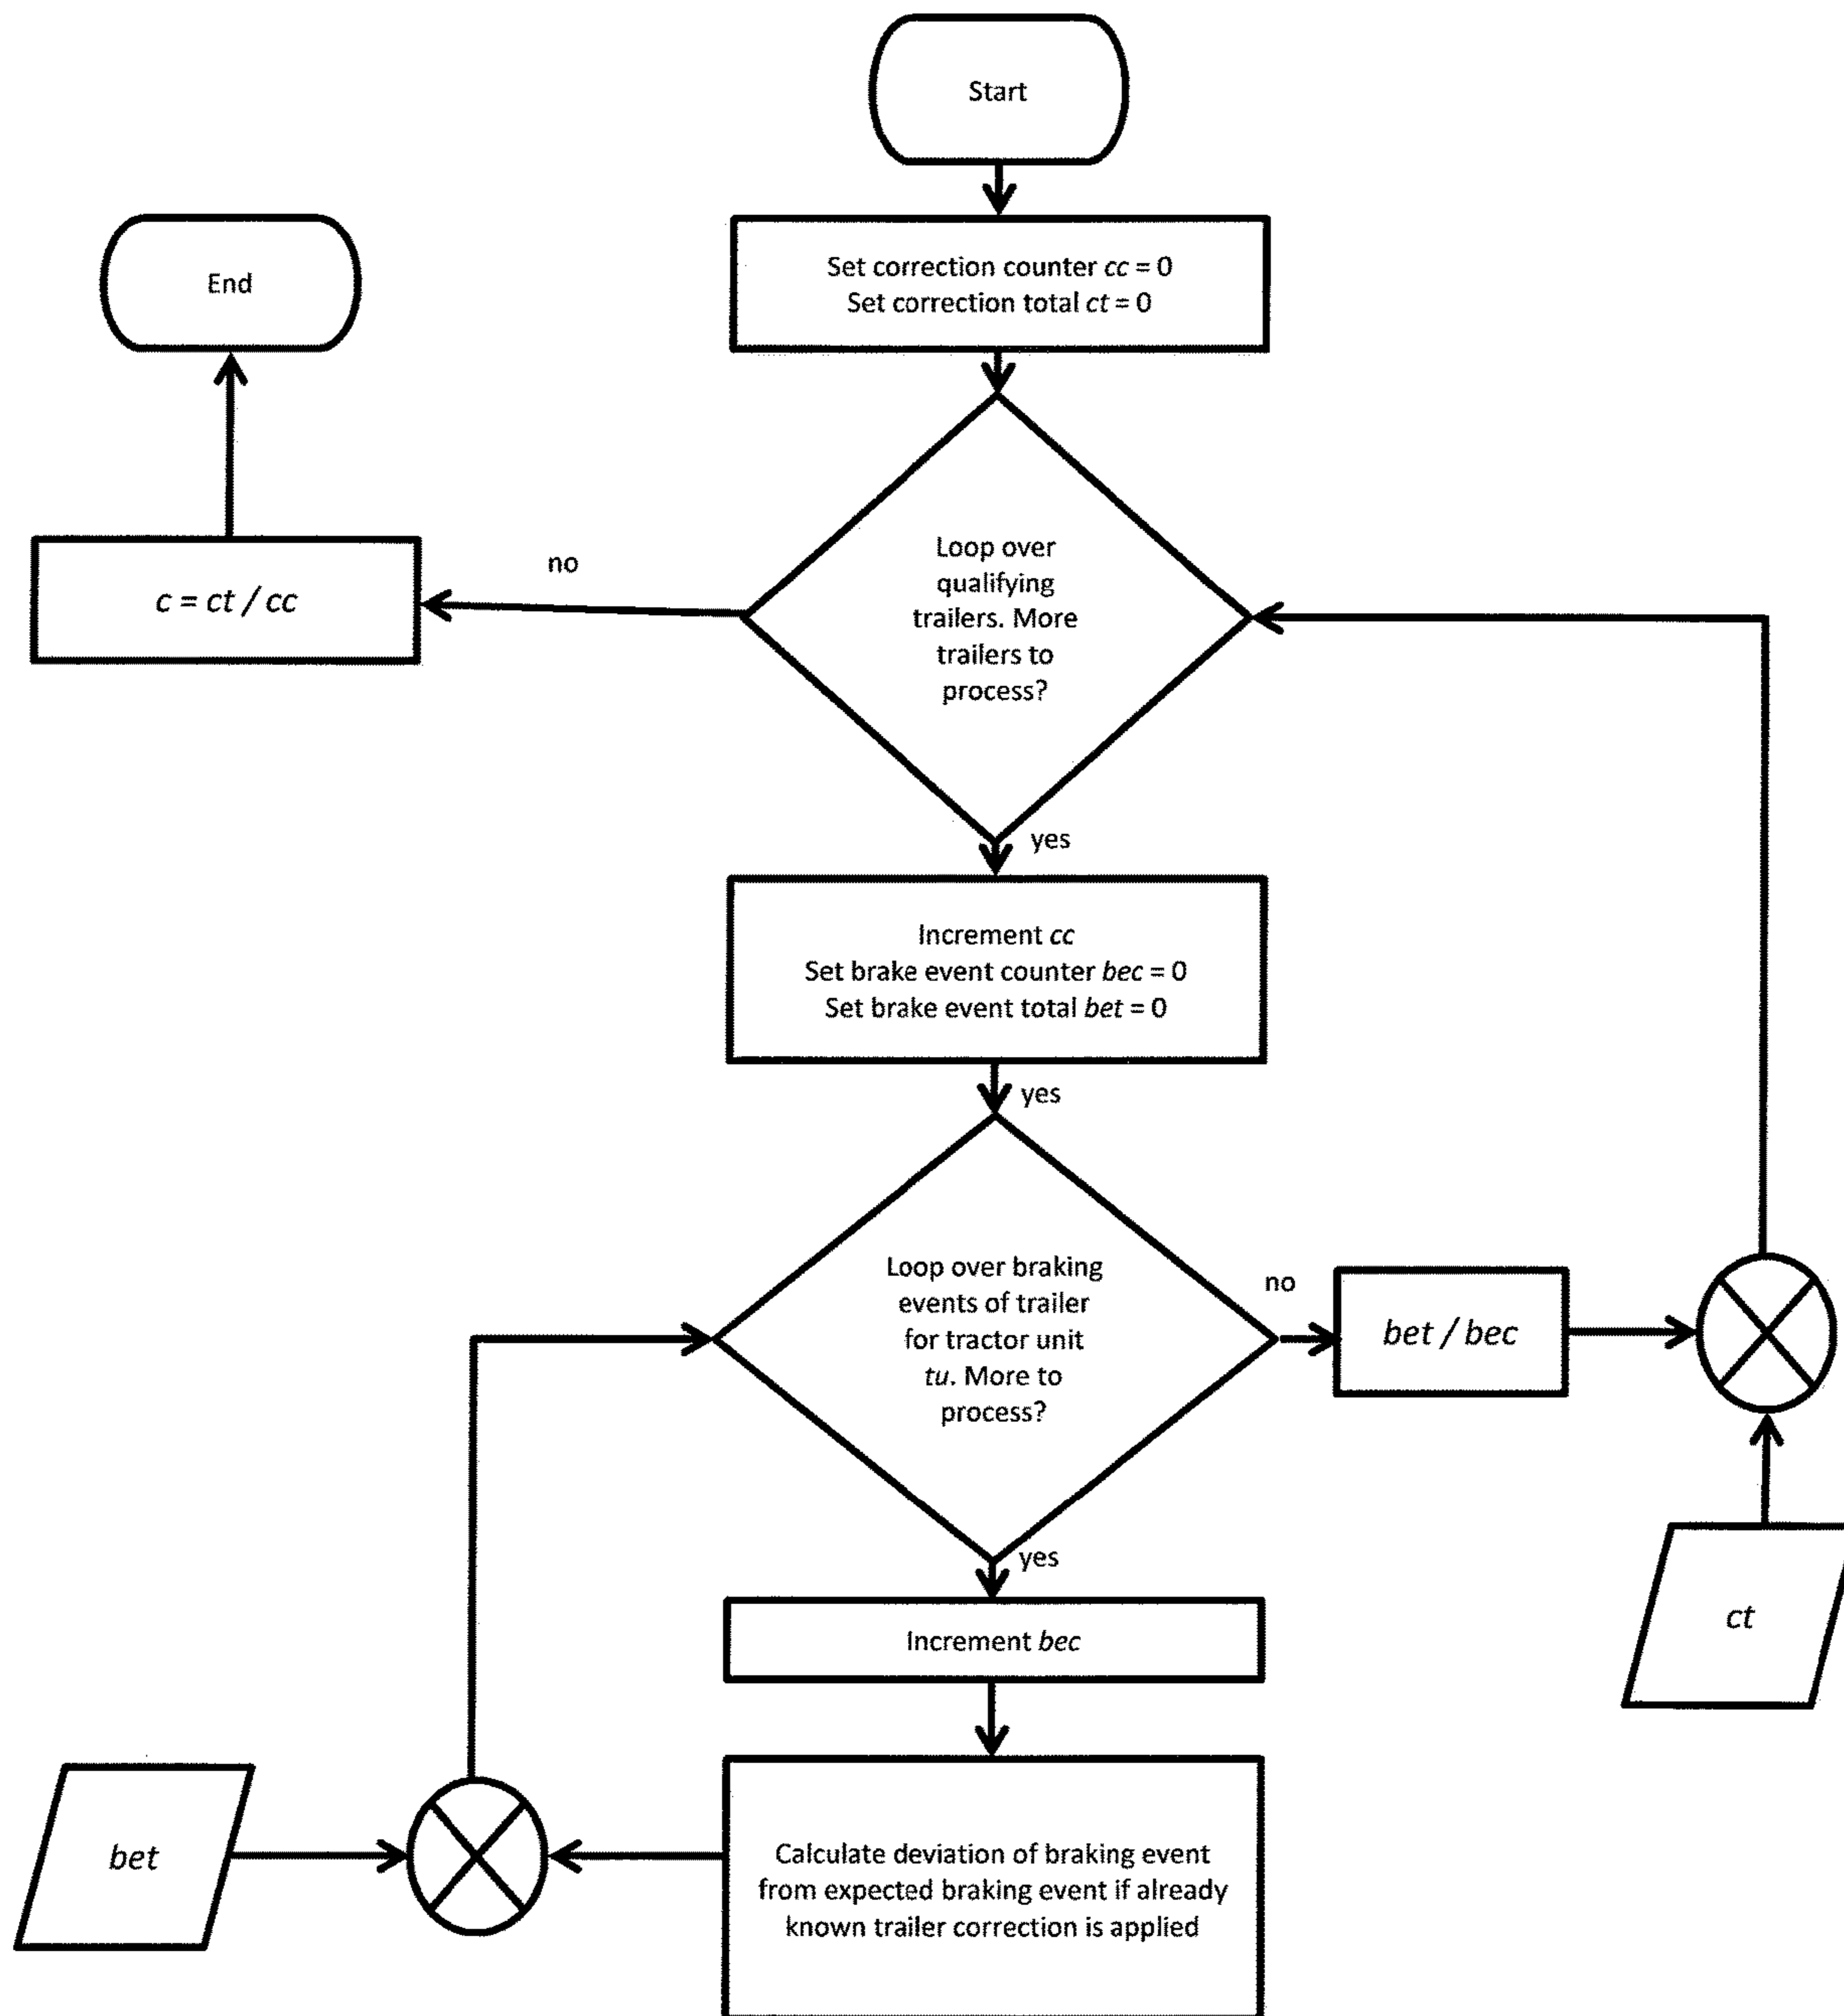 Start
Set correction counter cc = 0
Set correction total ct = 0
End
Loop over
qualifying
trailers. More
trailers to
process?
no
c = ct / cc
yes
Increment cc
Set brake event counter bec = 0
Set brake event total bet = 0
yes
Loop over braking
events of trailer
for tractor unit
tu. More to
process?
no
bet / bec
yes
Increment bec
ct
bet
Calculate deviation of braking event
from expected braking event if already
known trailer correction is applied